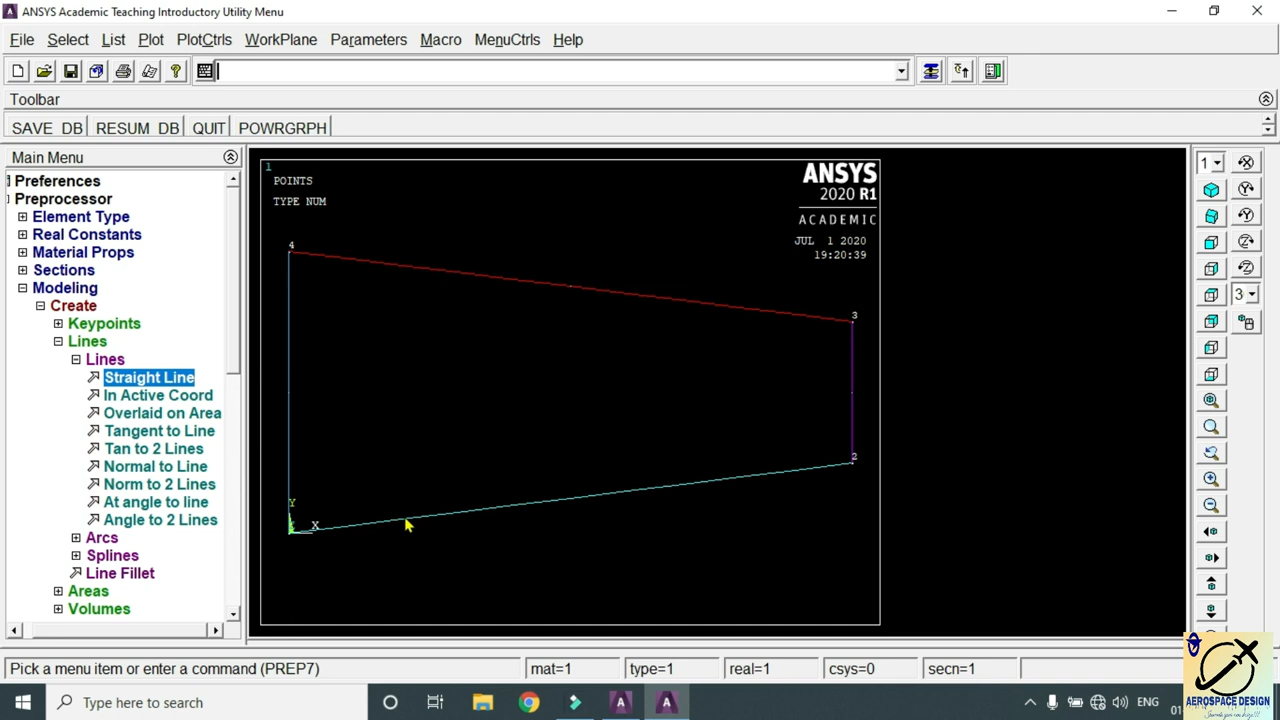 ANSYS Academic Teaching Introductory Utility Menu
File Select List Plot PlotCtrls WorkPlane Parameters Macro MenuCtrls Help
Toolbar
SAVE_DB RESUM_DB QUIT POWRGRPH
Main Menu
Preferences
Preprocessor
Element Type
Real Constants
Material Props
Sections
Modeling
Create
Keypoints
Lines
Lines
Straight Line
In Active Coord
Overlaid on Area
Tangent to Line
Tan to 2 Lines
Normal to Line
Norm to 2 Lines
At angle to line
Angle to 2 Lines
Arcs
Splines
Line Fillet
Areas
Volumes
1
POINTS
TYPE NUM
ANSYS
2020 R1
ACADEMIC
JUL 1 2020
19:20:39
4
3
2
Y
X
1
3
Pick a menu item or enter a command (PREP7)
mat=1
type=1
real=1
csys=0
secn=1
Type here to search
ENG
AEROSPACE DESIGN